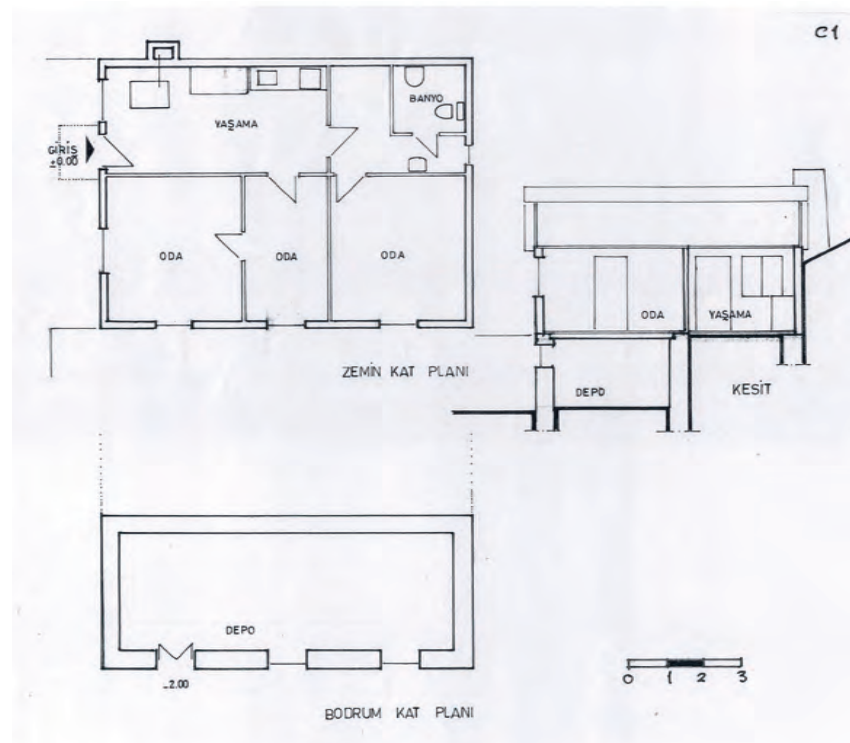 C1
BANYO
YAŞAMA
GİRİS
±0.00
ODA
ODA
ODA
ZEMİN KAT PLANI
ODA
YAŞAMA
DEPO
KESİT
DEPO
-2.00
BODRUM KAT PLANI
0 1 2 3